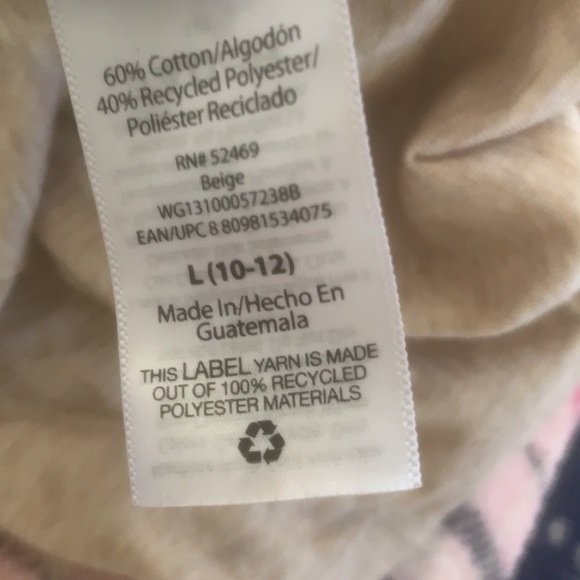 60% Cotton/Algodón
40% Recycled Polyester/
Poliéster Reciclado
RN# 52469
Beige
WG13100057238B
EAN/UPC 8 80981534075
L (10-12)
Made In/Hecho En
Guatemala
THIS LABEL YARN IS MADE
OUT OF 100% RECYCLED
POLYESTER MATERIALS